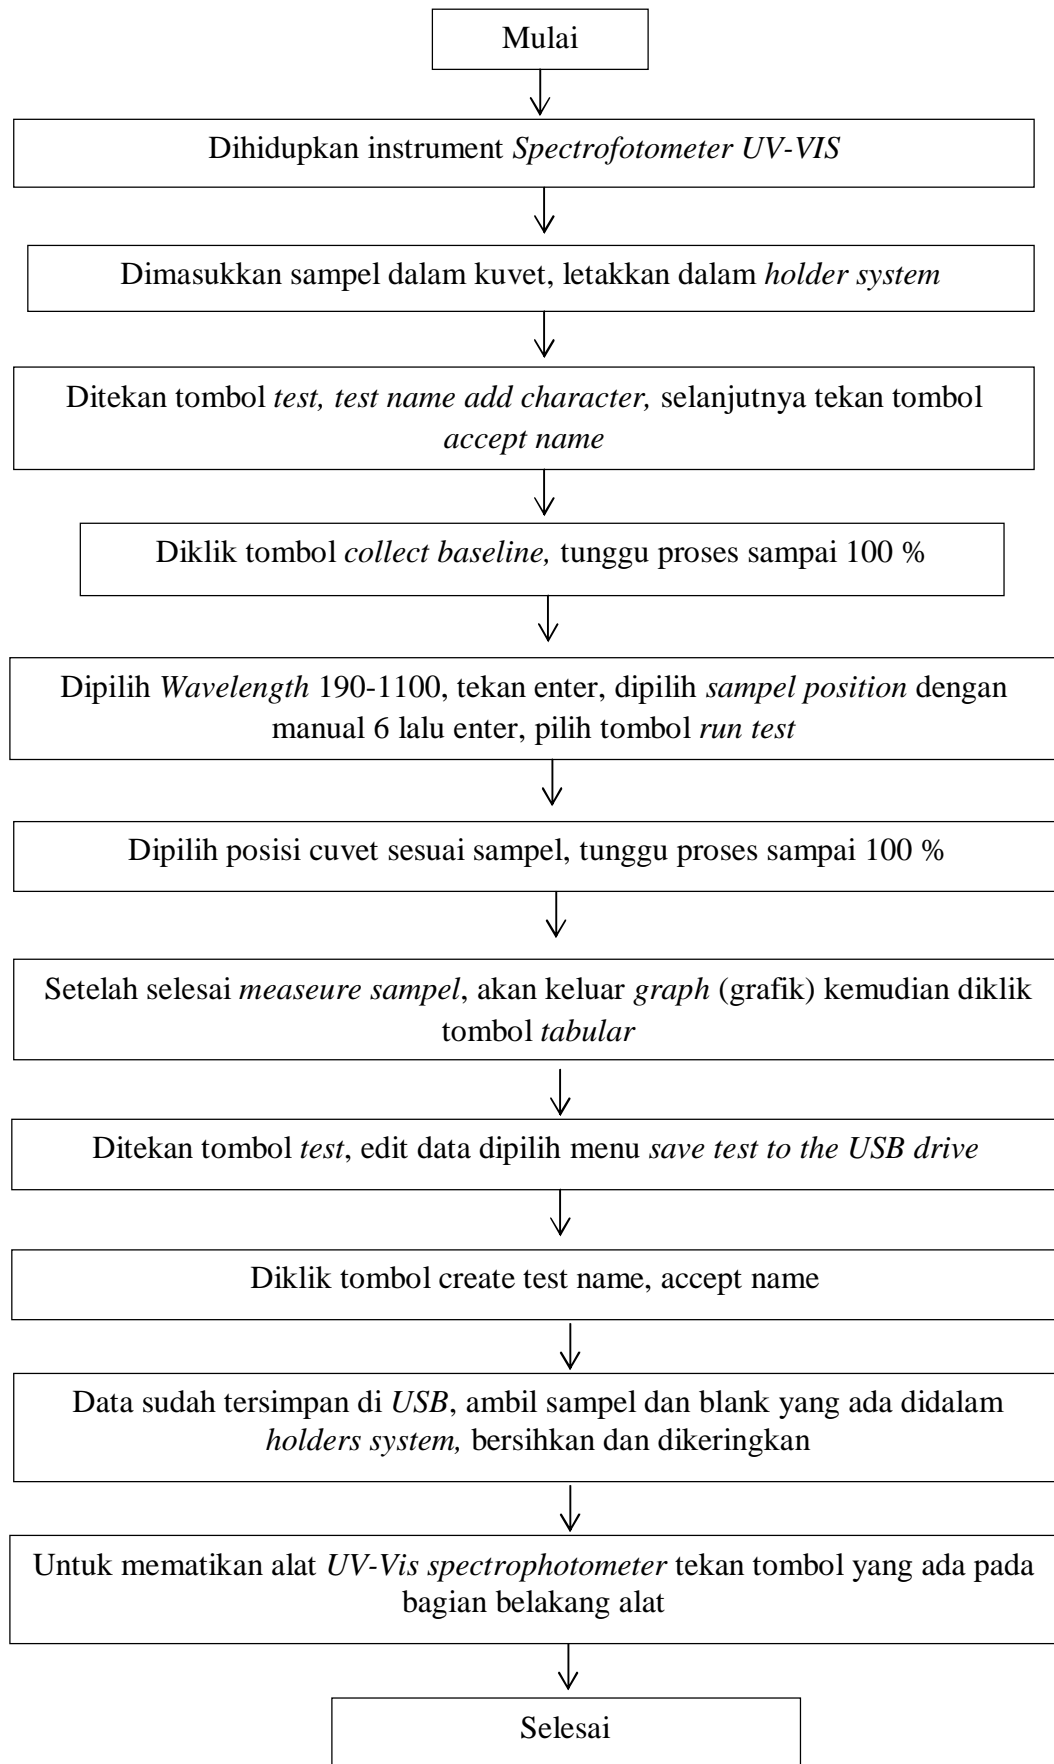 Mulai
Dihidupkan instrument Spectrofotometer UV-VIS
Dimasukkan sampel dalam kuvet, letakkan dalam holder system
Ditekan tombol test, test name add character, selanjutnya tekan tombol
accept name
Diklik tombol collect baseline, tunggu proses sampai 100 %
Dipilih Wavelength 190-1100, tekan enter, dipilih sampel position dengan
manual 6 lalu enter, pilih tombol run test
Dipilih posisi cuvet sesuai sampel, tunggu proses sampai 100 %
Setelah selesai measeure sampel, akan keluar graph (grafik) kemudian diklik
tombol tabular
Ditekan tombol test, edit data dipilih menu save test to the USB drive
Diklik tombol create test name, accept name
Data sudah tersimpan di USB, ambil sampel dan blank yang ada didalam
holders system, bersihkan dan dikeringkan
Untuk mematikan alat UV-Vis spectrophotometer tekan tombol yang ada pada
bagian belakang alat
Selesai